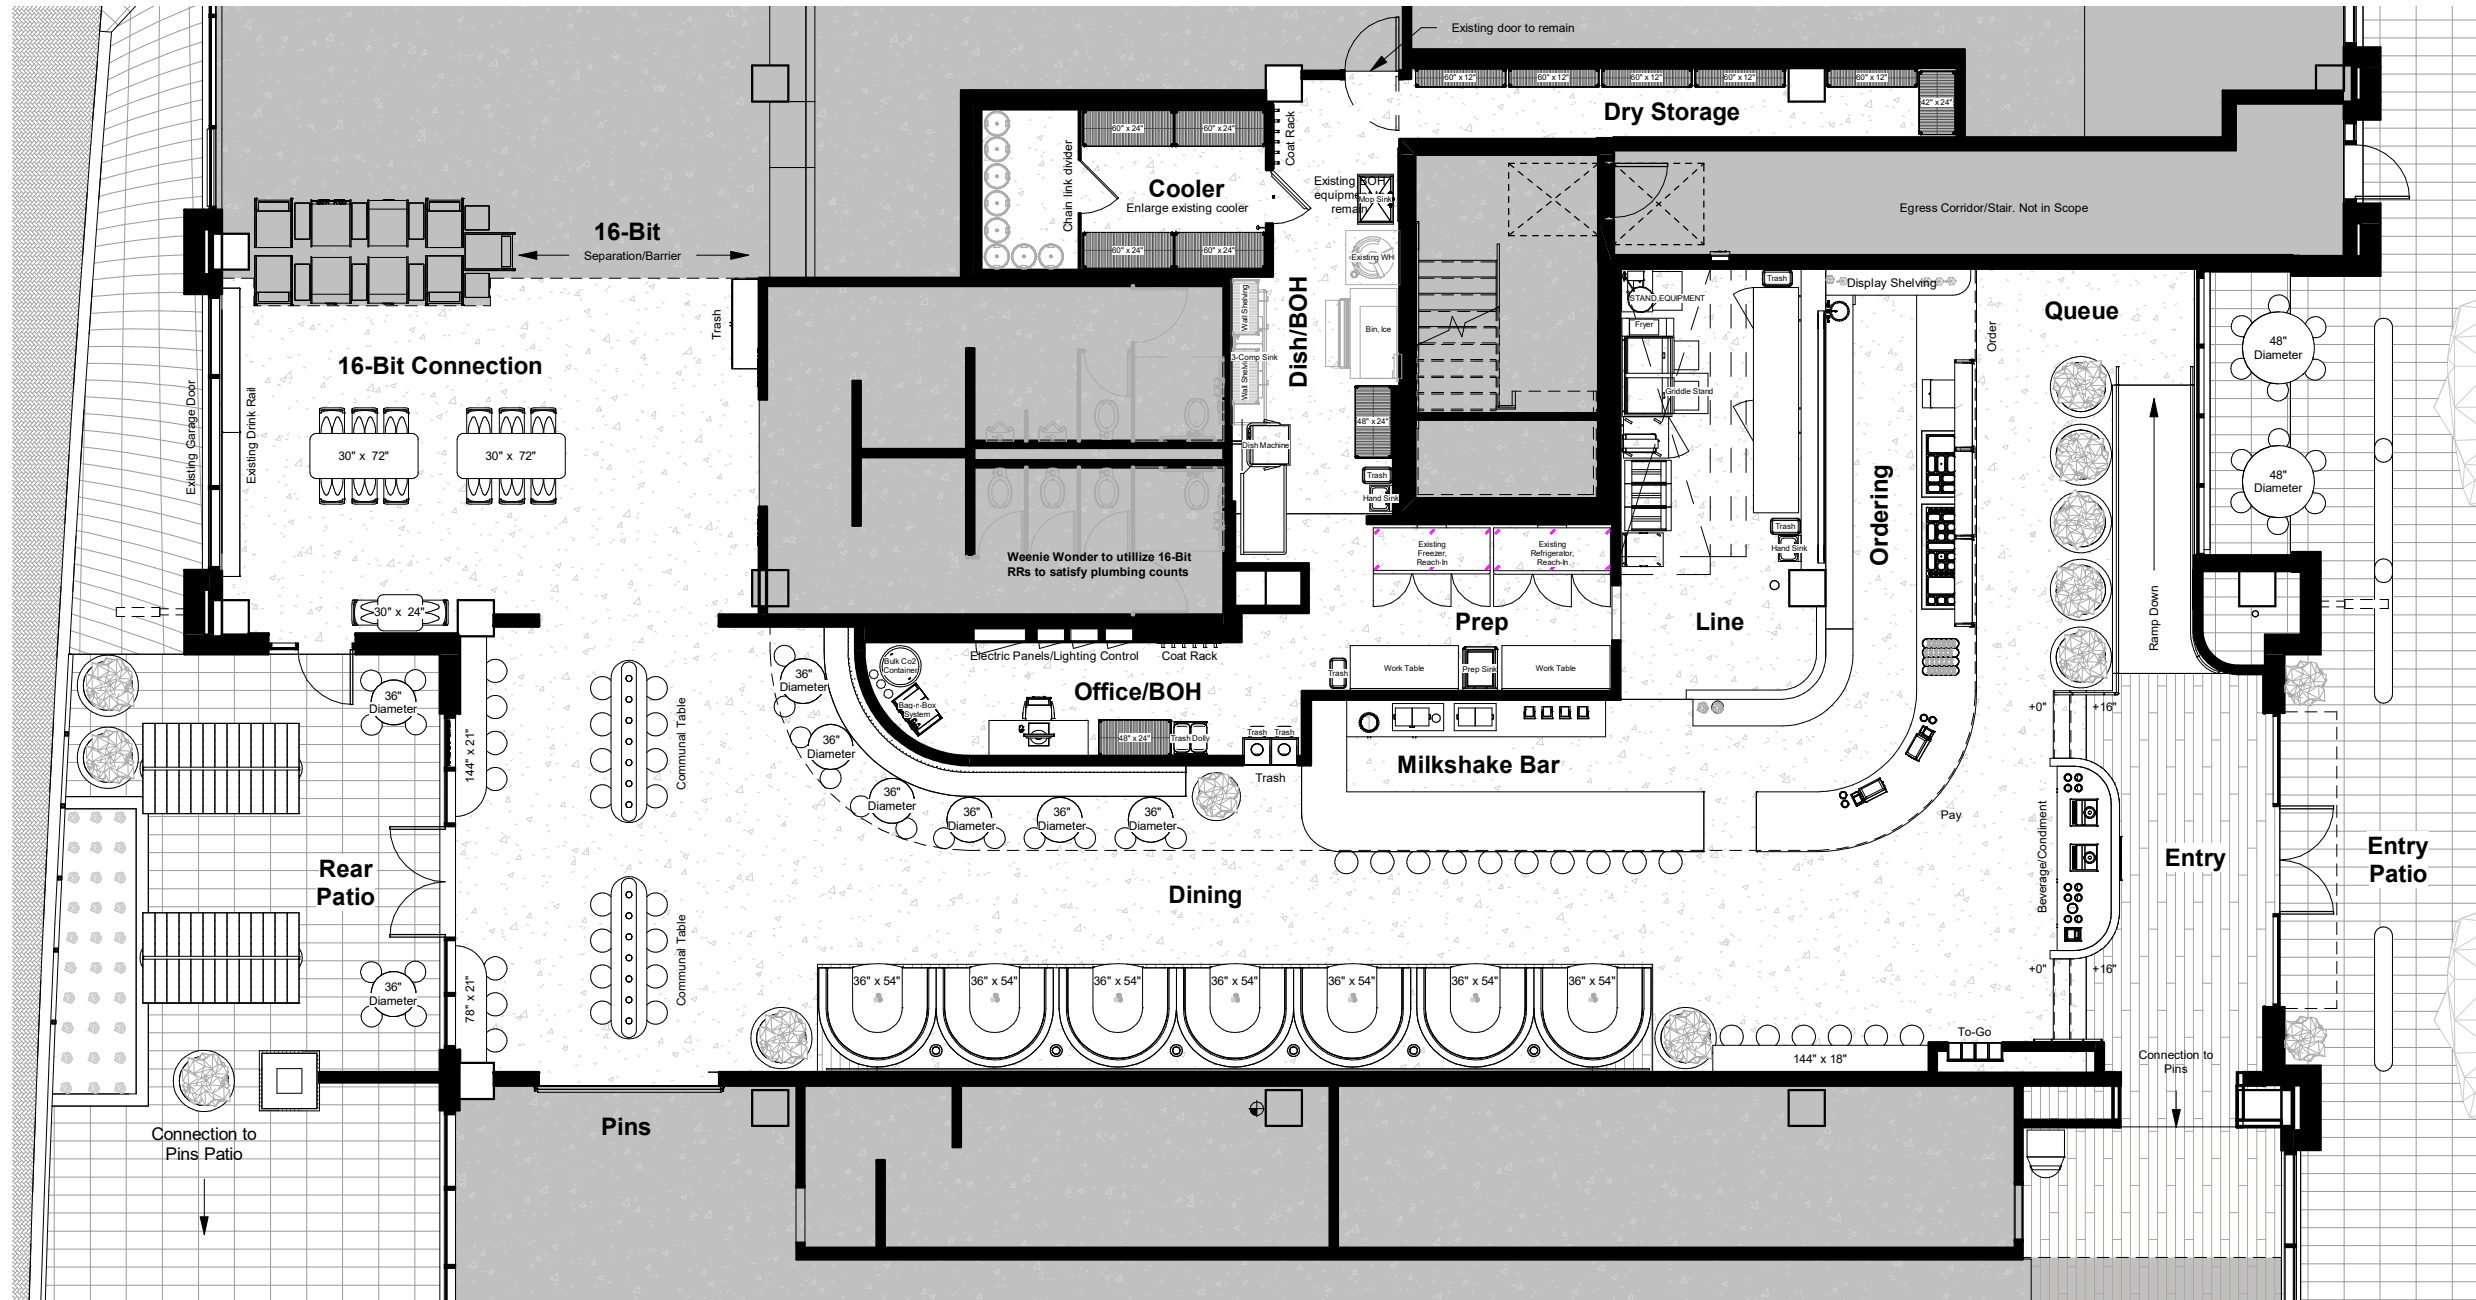 Existing door to remain
60" x 12"
60" x 12"
60" x 12"
60" x 12"
60" x 12"
42" x 24"
Dry Storage
Coat Rack
60" x 24"
60" x 24"
Chain link divider
Cooler
Enlarge existing cooler
60" x 24"
60" x 24"
Existing BOH
equipment
remain
Mop Sink
Egress Corridor/Stair. Not in Scope
16-Bit
Separation/Barrier
Existing WH
Trash
Display Shelving
STAND,EQUIPMENT
Queue
Wall Shelving
Dish/BOH
Bin, Ice
Fryer
Order
Trash
3-Comp Sink
Wall Shelving
16-Bit Connection
Griddle Stand
48"
Diameter
Existing Garage Door
Existing Drink Rail
48" x 24"
30" x 72"
30" x 72"
Dish Machine
Trash
Hand Sink
48"
Diameter
Ordering
Trash
Hand Sink
Existing
Freezer,
Reach-In
Existing
Refrigerator,
Reach-In
Weenie Wonder to utillize 16-Bit
RRs to satisfy plumbing counts
30" x 24"
Prep
Line
Ramp Down
Electric Panels/Lighting Control
Coat Rack
Bulk Co2
Container
Work Table
Prep Sink
Work Table
Trash
36"
Diameter
36"
Diameter
Office/BOH
Bag-n-Box
System
+0"
+16"
48" x 24"
Trash Dolly
Trash
Trash
Trash
144" x 21"
Communal Table
36"
Diameter
Milkshake Bar
36"
Diameter
36"
Diameter
36"
Diameter
36"
Diameter
Pay
Beverage/Condiment
Rear
Patio
Dining
Entry
Entry
Patio
Communal Table
36"
Diameter
78" x 21"
36" x 54"
36" x 54"
36" x 54"
36" x 54"
36" x 54"
36" x 54"
36" x 54"
+0"
+16"
To-Go
144" x 18"
Connection to
Pins
Pins
Connection to
Pins Patio